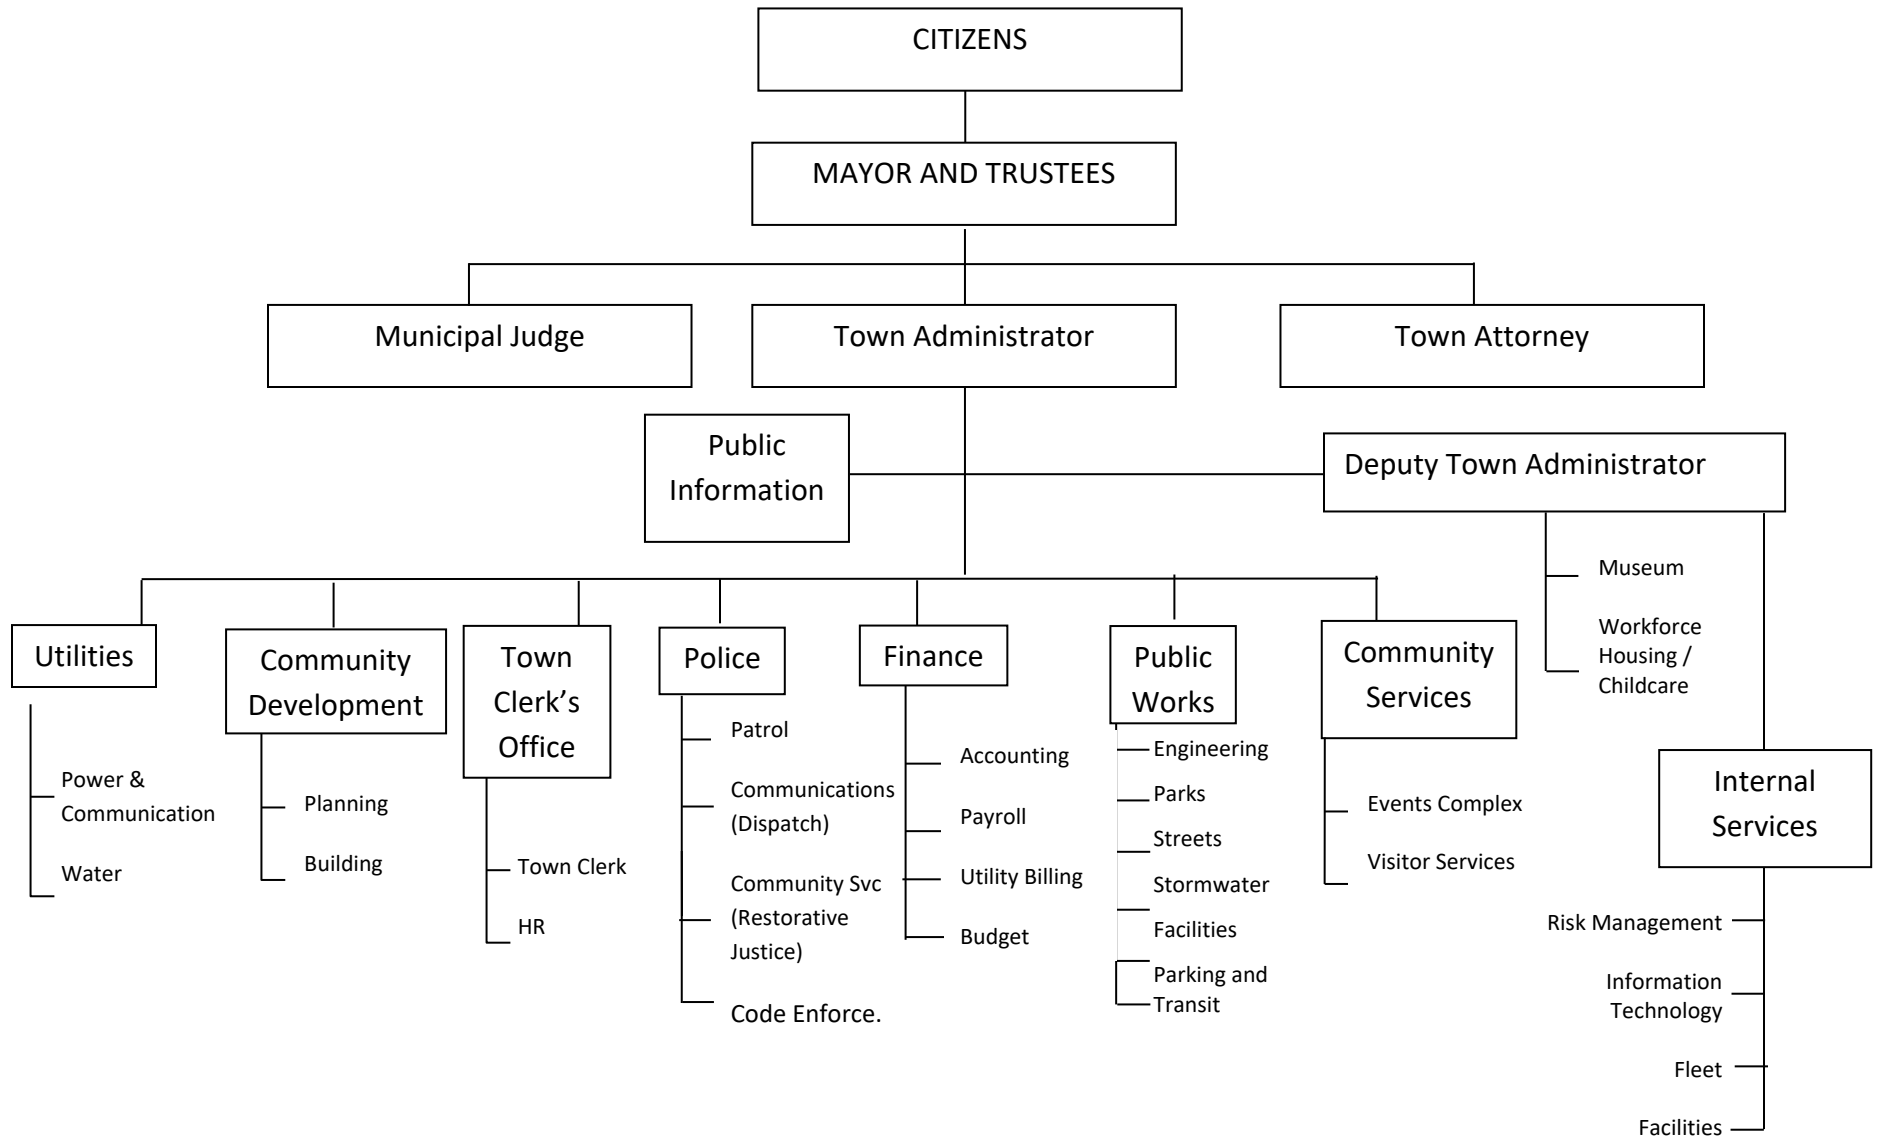 CITIZENS
MAYOR AND TRUSTEES
Municipal Judge
Town Administrator
Town Attorney
Public
Information
Deputy Town Administrator
Museum
Workforce
Housing /
Childcare
Utilities
Power &
Communication
Water
Community
Development
Planning
Building
Town
Clerk’s
Office
Town Clerk
HR
Police
Patrol
Communications
(Dispatch)
Community Svc
(Restorative
Justice)
Code Enforce.
Finance
Accounting
Payroll
Utility Billing
Budget
Public
Works
Engineering
Parks
Streets
Stormwater
Facilities
Parking and
Transit
Community
Services
Events Complex
Visitor Services
Internal
Services
Risk Management
Information
Technology
Fleet
Facilities